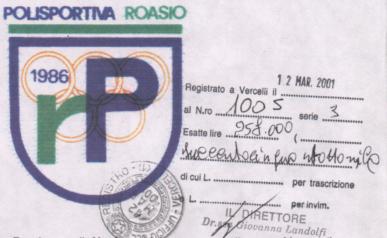 POLISPORTIVA ROASIO
1986
rP
Registrato a Vercelli il 12 MAR. 2001
al N.ro 1005 serie 3
Esatte lire 958.000,
di cui L. per trascrizione
L. per invim.
IL DIRETTORE
Dr.ssa Giovanna Landolfi